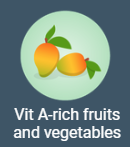 Vit A-rich fruits
and vegetables